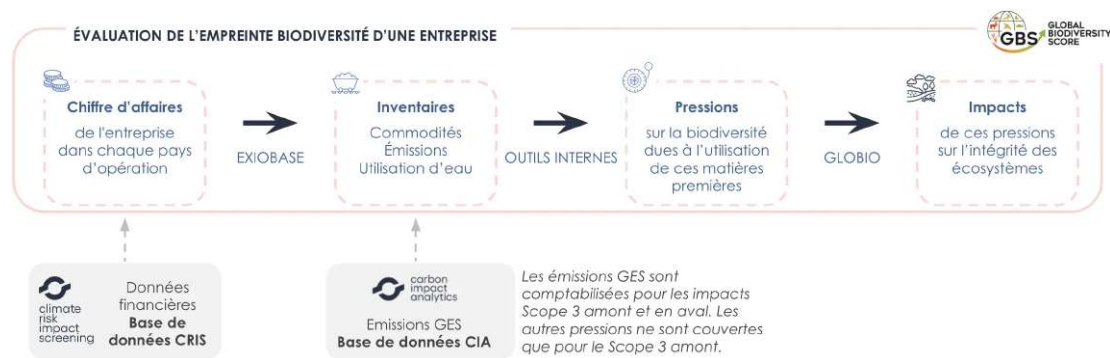 ÉVALUATION DE L'EMPREINTE BIODIVERSITÉ D'UNE ENTREPRISE
GBS
GLOBAL
BIODIVERSITY
SCORE
Chiffre d'affaires
de l'entreprise
dans chaque pays
d'opération
EXIOBASE
Inventaires
Commodités
Émissions
Utilisation d'eau
OUTILS INTERNES
Pressions
sur la biodiversité
dues à l'utilisation
de ces matières
premières
GLOBIO
Impacts
de ces pressions
sur l'intégrité des
écosystèmes
climate
risk
impact
screening
Données
financières
Base de
données CRIS
carbon
impact
analytics
Emissions GES
Base de données CIA
Les émissions GES sont
comptabilisées pour les impacts
Scope 3 amont et en aval. Les
autres pressions ne sont couvertes
que pour le Scope 3 amont.